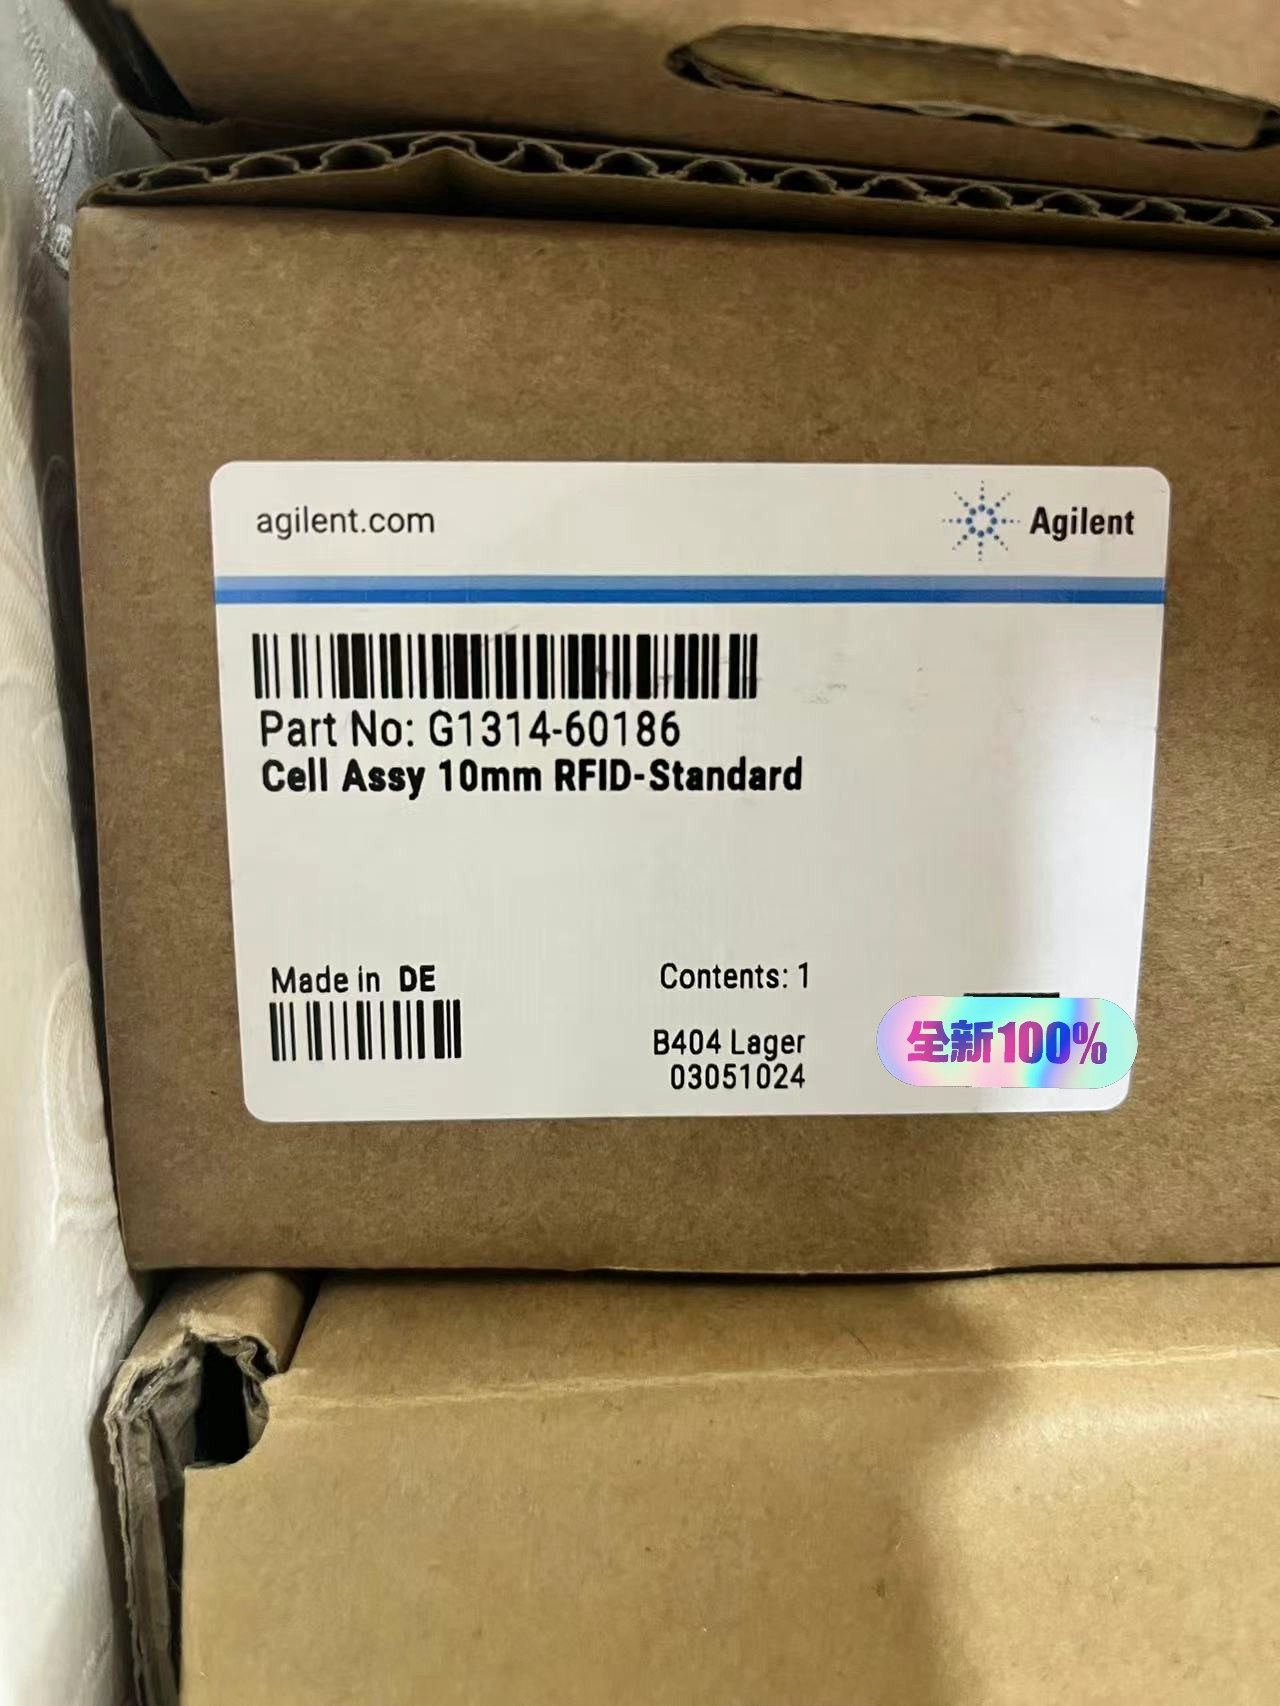 agilent.com
Agilent
Part No: G1314-60186
Cell Assy 10mm RFID-Standard
Made in DE
Contents: 1
B404 Lager
03051024
全新100%